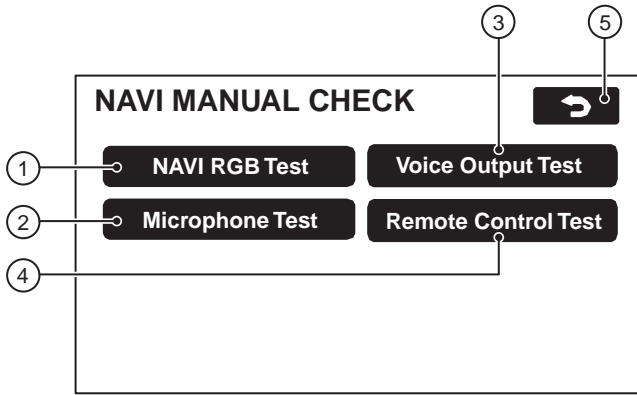 3 5
NAVI MANUAL CHECK
1 NAVI RGB Test Voice Output Test
2 Microphone Test Remote Control Test
4